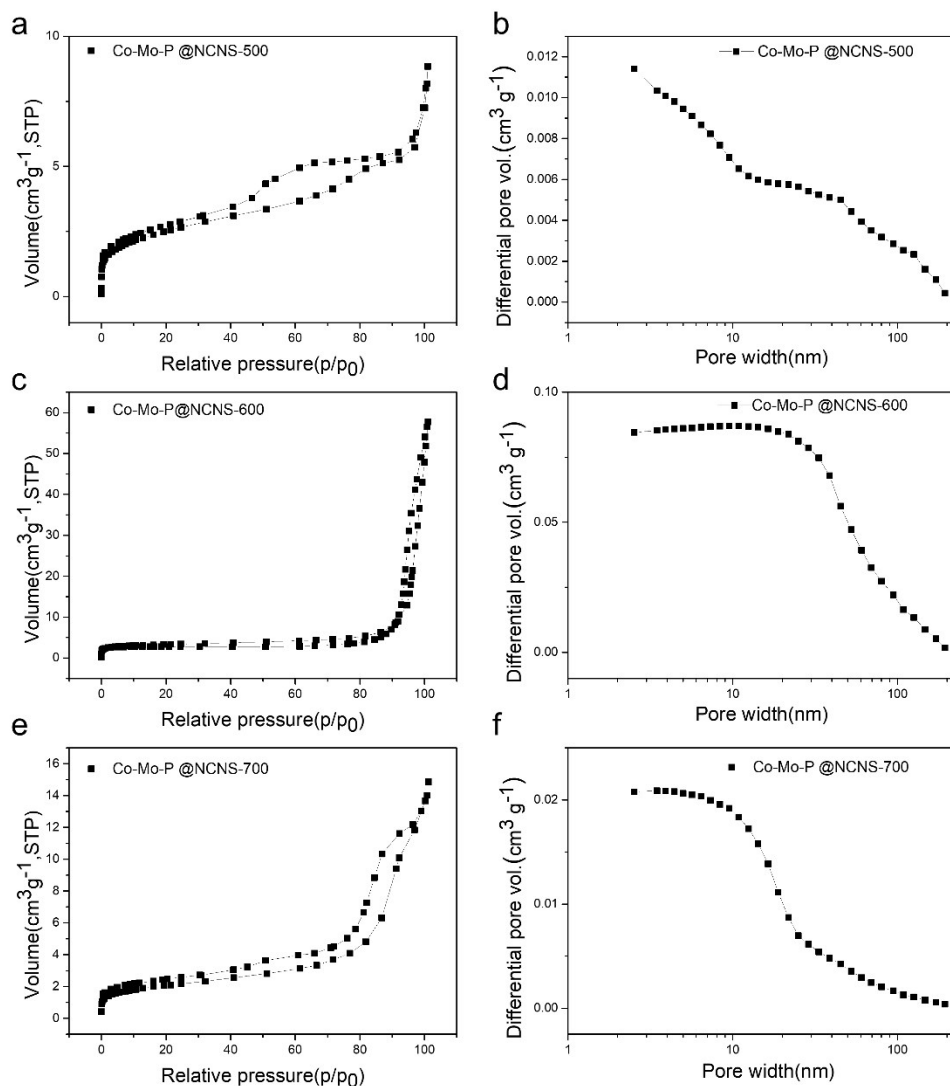 a
Co-Mo-P @NCNS-500
10
5
0
0 20 40 60 80 100
Volume(cm3g-1,STP)
Relative pressure(p/p0)
b
Co-Mo-P @NCNS-500
0.012
0.010
0.008
0.006
0.004
0.002
0.000
1 10 100
Differential pore vol.(cm3 g-1)
Pore width(nm)
c
Co-Mo-P@NCNS-600
60
50
40
30
20
10
0
0 20 40 60 80 100
Volume(cm3g-1,STP)
Relative pressure(p/p0)
d
Co-Mo-P @NCNS-600
0.10
0.05
0.00
1 10 100
Differential pore vol.(cm3 g-1)
Pore width(nm)
e
Co-Mo-P @NCNS-700
16
14
12
10
8
6
4
2
0
0 20 40 60 80 100
Volume(cm3g-1,STP)
Relative pressure(p/p0)
f
Co-Mo-P @NCNS-700
0.02
0.01
0.00
1 10 100
Differential pore vol.(cm3 g-1)
Pore width(nm)